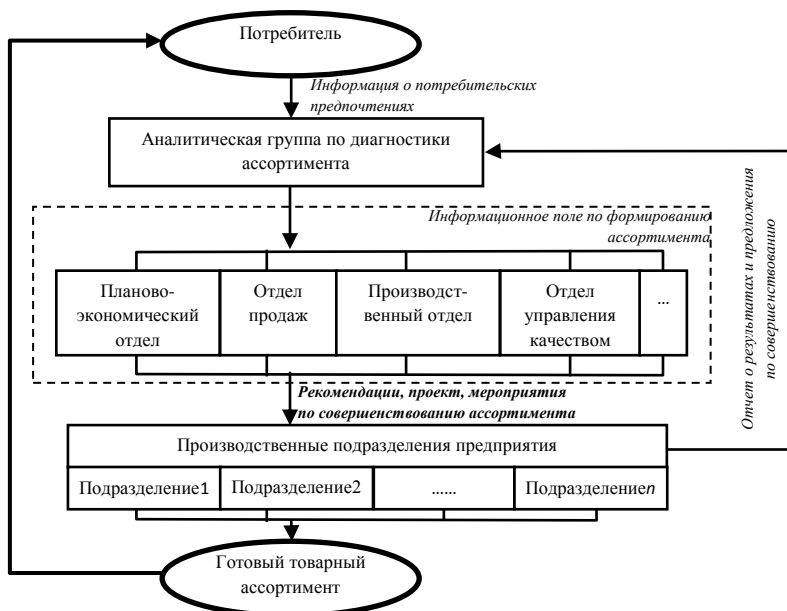 Потребитель
Информация о потребительских
предпочтениях
Аналитическая группа по диагностики
ассортимента
Информационное поле по формированию
ассортимента
Планово-
экономический
отдел
Отдел
продаж
Производст-
венный отдел
Отдел
управления
качеством
...
Рекомендации, проект, мероприятия
по совершенствованию ассортимента
Производственные подразделения предприятия
Подразделение1
Подразделение2
......
Подразделениеn
Готовый товарный
ассортимент
Отчет о результатах и предложения
по совершенствованию